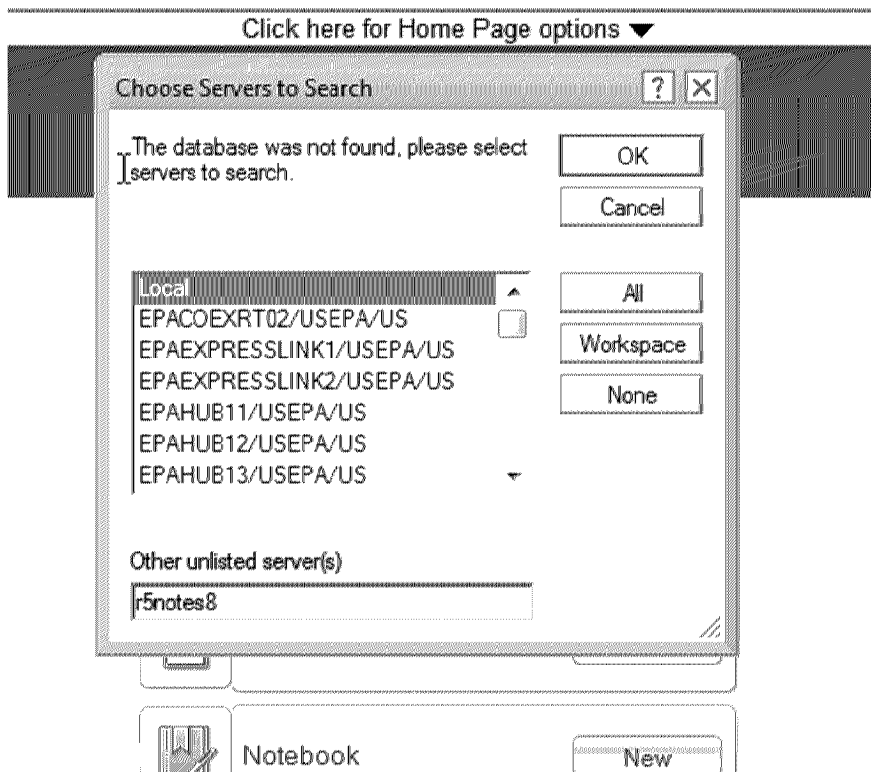 Click here for Home Page options
Choose Servers to Search
The database was not found, please select
servers to search.
OK
Cancel
Local
EPACOEXRT02/USEPA/US
EPAEXPRESSLINK1/USEPA/US
EPAEXPRESSLINK2/USEPA/US
EPAHUB11/USEPA/US
EPAHUB12/USEPA/US
EPAHUB13/USEPA/US
All
Workspace
None
Other unlisted server(s)
r5notes8
Notebook
New